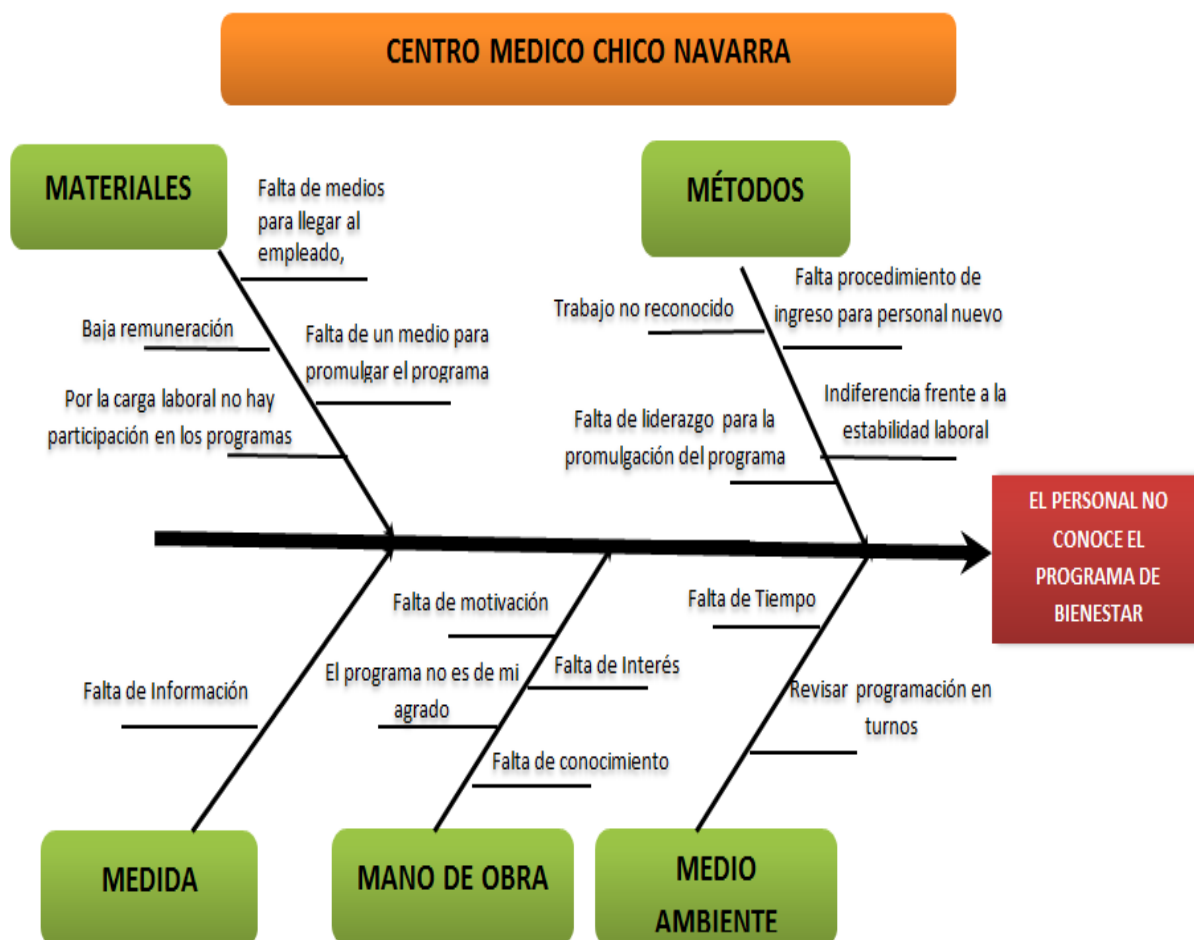 CENTRO MEDICO CHICO NAVARRA
MATERIALES
Falta de medios
para llegar al
empleado,
Baja remuneración
Falta de un medio para
promulgar el programa
Por la carga laboral no hay
participación en los programas
MÉTODOS
Trabajo no reconocido
Falta procedimiento de
ingreso para personal nuevo
Falta de liderazgo para la
promulgación del programa
Indiferencia frente a la
estabilidad laboral
EL PERSONAL NO
CONOCE EL
PROGRAMA DE
BIENESTAR
Falta de Información
MEDIDA
Falta de motivación
El programa no es de mi
agrado
Falta de Interés
Falta de conocimiento
MANO DE OBRA
Falta de Tiempo
Revisar programación en
turnos
MEDIO
AMBIENTE